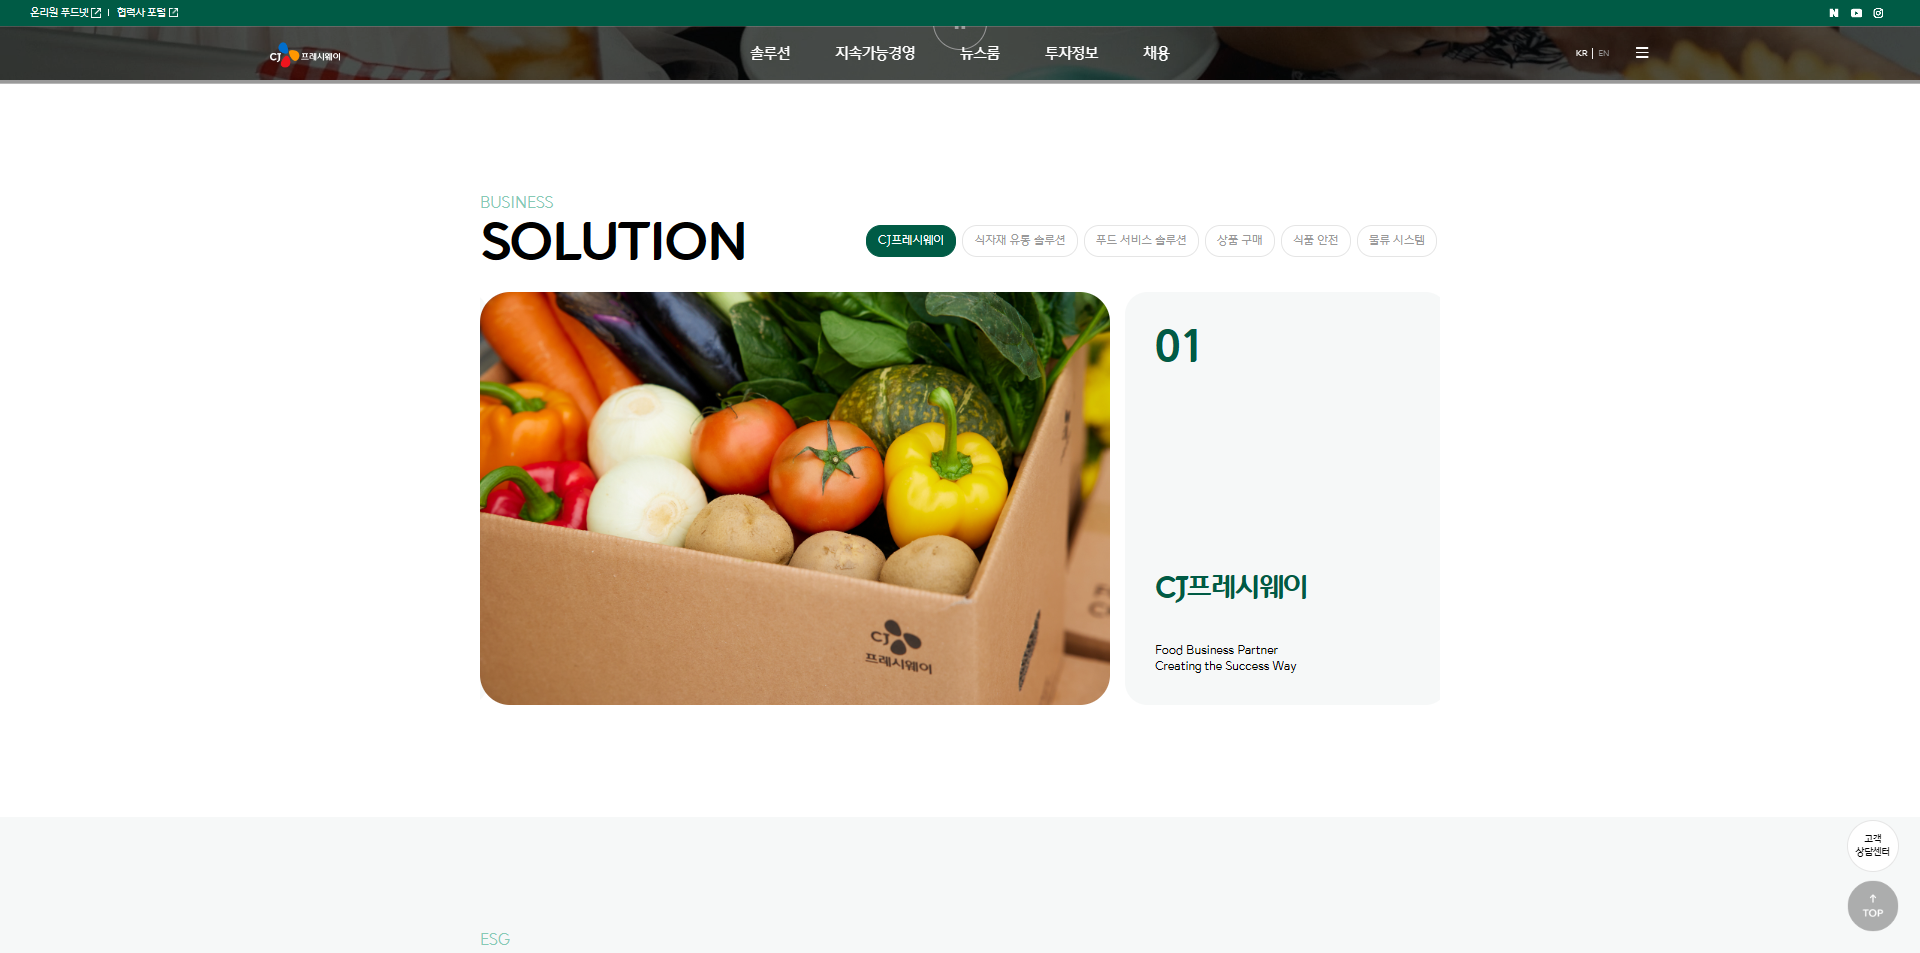 온리원 푸드넷 | 협력사 포털
CJ 프레시웨이
솔루션 지속가능경영 뉴스룸 투자정보 채용
KR | EN
BUSINESS
SOLUTION
CJ프레시웨이 식자재 유통 솔루션 푸드 서비스 솔루션 상품 구매 식품 안전 물류 시스템
01
CJ프레시웨이
Food Business Partner
Creating the Success Way
CJ
프레시웨이
고객
상담센터
TOP
ESG